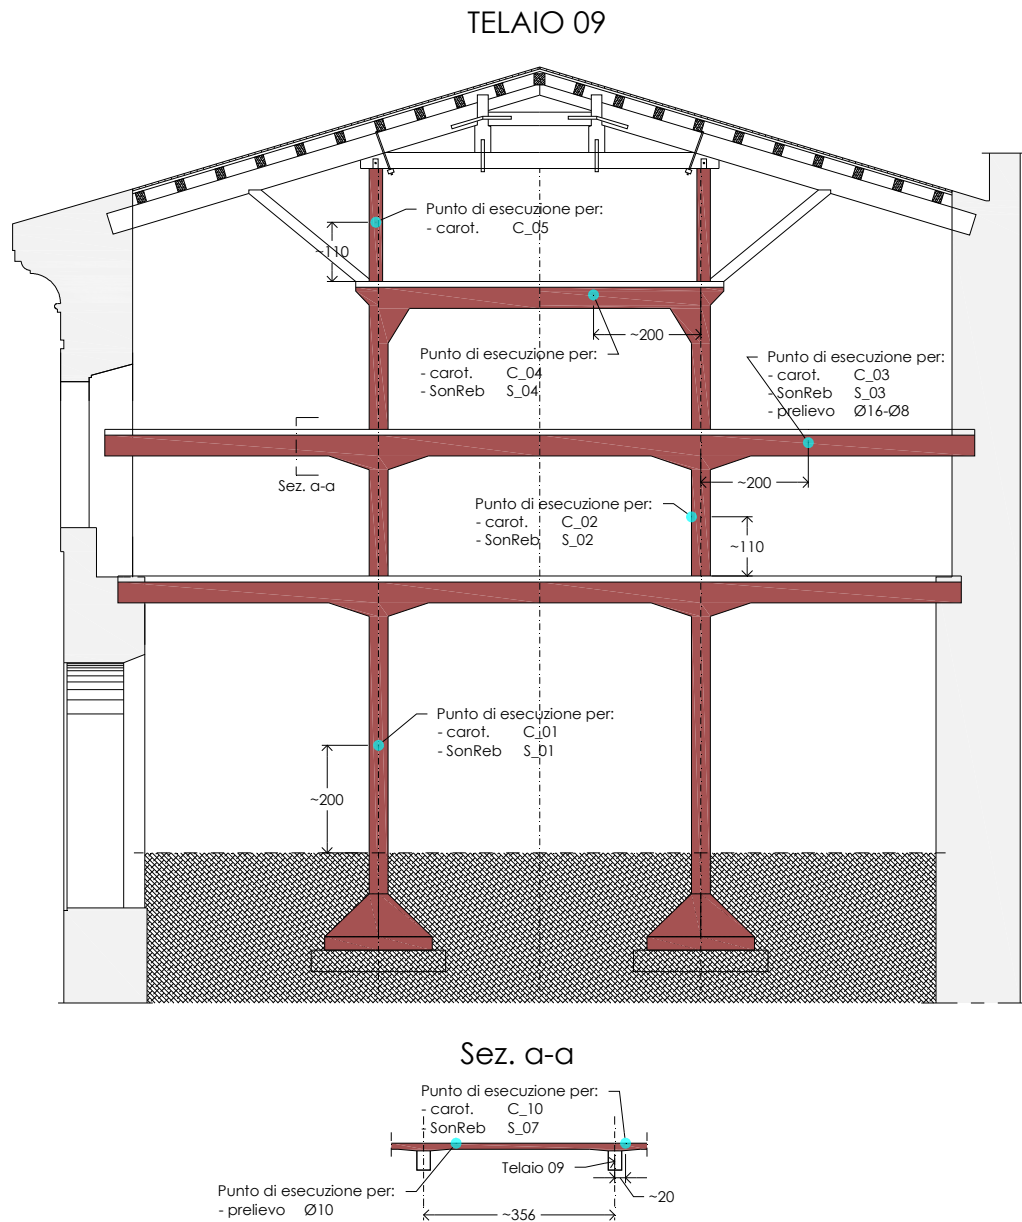 TELAIO 09
Punto di esecuzione per:
- carot. C_05
~110
~200
Punto di esecuzione per:
- carot. C_04
- SonReb S_04
Punto di esecuzione per:
- carot. C_03
- SonReb S_03
- prelievo Ø16-Ø8
Sez. a-a
~200
Punto di esecuzione per:
- carot. C_02
- SonReb S_02
~110
Punto di esecuzione per:
- carot. C_01
- SonReb S_01
~200
Sez. a-a
Punto di esecuzione per:
- carot. C_10
- SonReb S_07
Telaio 09
Punto di esecuzione per:
- prelievo Ø10
~20
~356